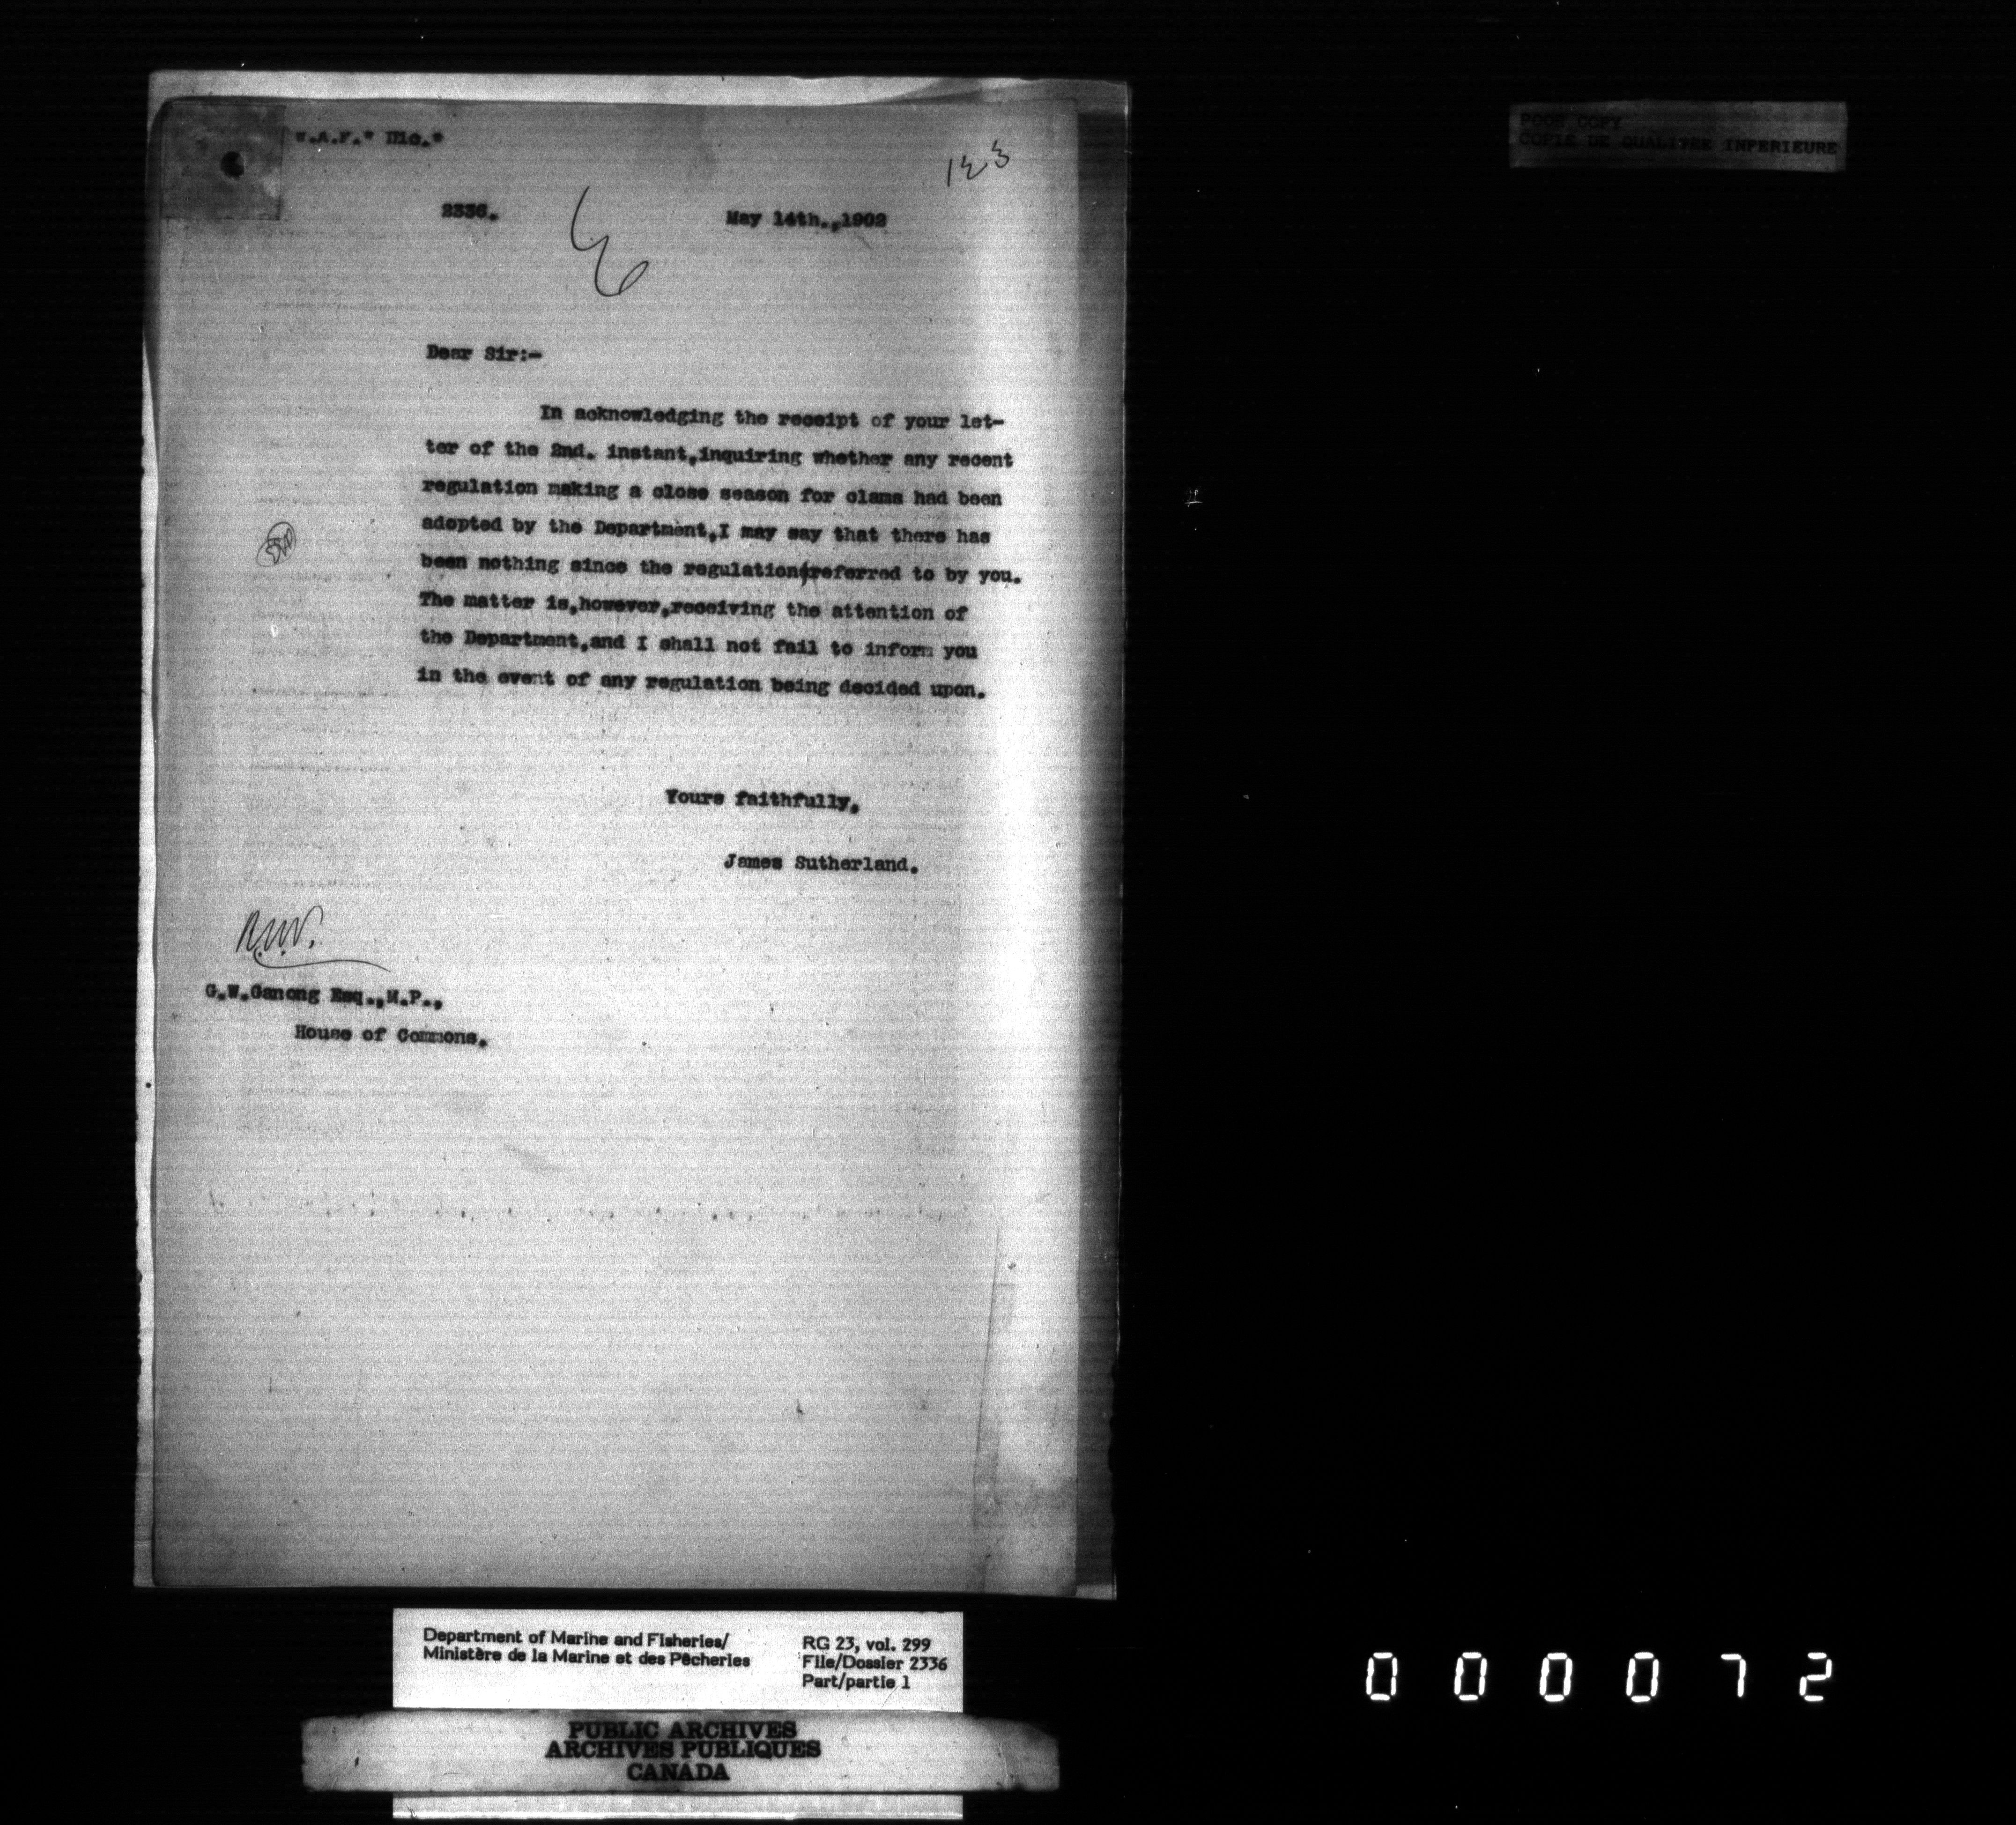 W.A.F.* Dic.*
123
2336.
May 14th.,1902
Dear Sir:-
In acknowledging the receipt of your let-
ter of the 2nd. instant,inquiring whether any recent
regulation making a close season for clams had been
adopted by the Department,I may say that there has
been nothing since the regulation referred to by you.
The matter is,however,receiving the attention of
the Department,and I shall not fail to inform you
in the event of any regulation being decided upon.
Yours faithfully,
James Sutherland.
G.W.Ganong Esq.,M.P.,
House of Commons.
POOR COPY
COPIE DE QUALITEE INFERIEURE
Department of Marine and Fisheries/
Ministère de la Marine et des Pêcheries
RG 23, vol. 299
File/Dossier 2336
Part/partie 1
PUBLIC ARCHIVES
ARCHIVES PUBLIQUES
CANADA
000072